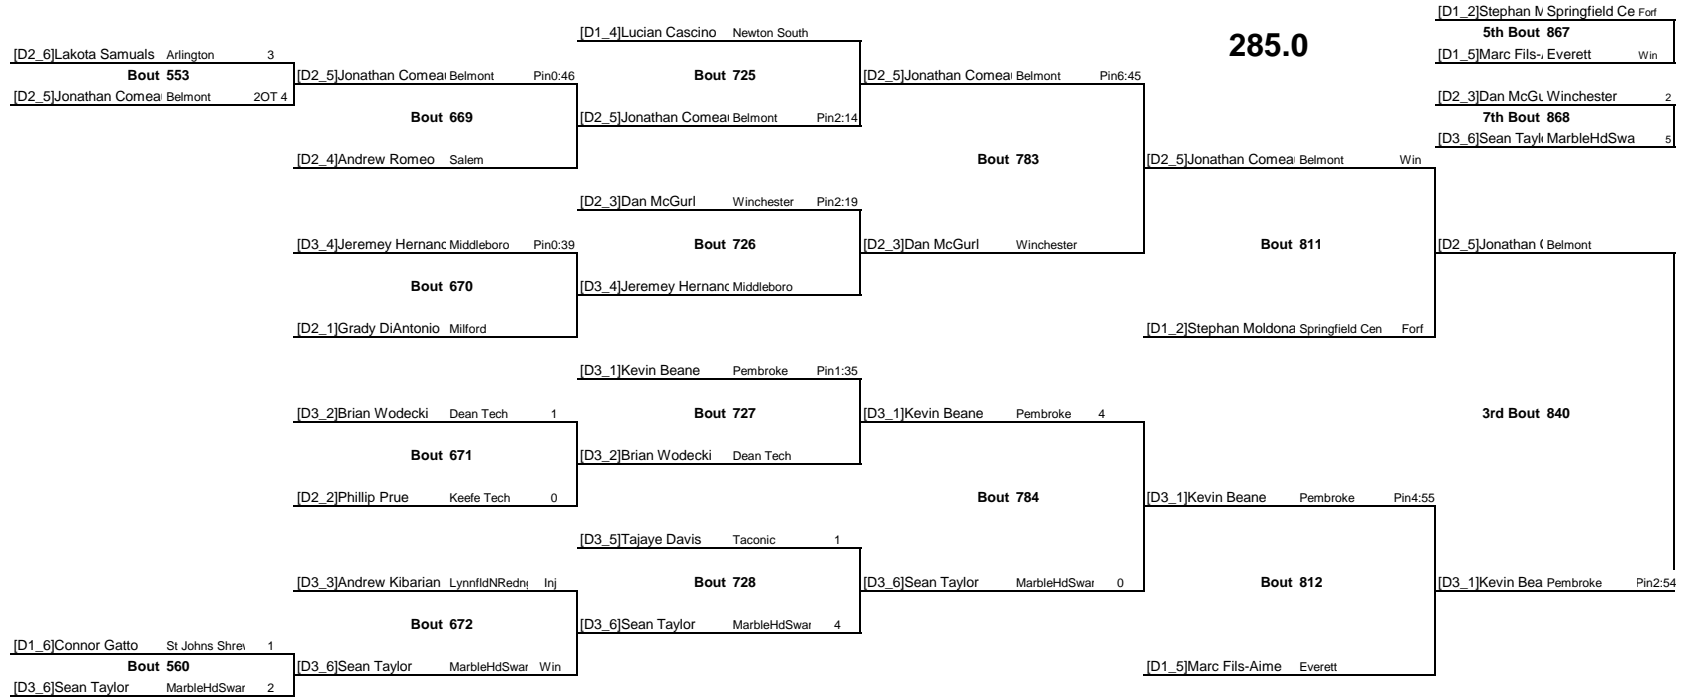 [D1_2]Stephan M Springfield Ce Forf
[D1_4]Lucian Cascino Newton South
5th Bout 867
285.0
[D2_6]Lakota Samuals Arlington 3
[D1_5]Marc Fils-A Everett Win
Bout 553
[D2_5]Jonathan Comeau Belmont Pin0:46
Bout 725
[D2_5]Jonathan Comeau Belmont Pin6:45
[D2_5]Jonathan Comeau Belmont 2OT 4
[D2_3]Dan McGu Winchester 2
Bout 669
[D2_5]Jonathan Comeau Belmont Pin2:14
7th Bout 868
[D3_6]Sean Taylo MarbleHdSwa 5
[D2_4]Andrew Romeo Salem
Bout 783
[D2_5]Jonathan Comeau Belmont Win
[D2_3]Dan McGurl Winchester Pin2:19
[D3_4]Jeremey Hernand Middleboro Pin0:39
Bout 726
[D2_3]Dan McGurl Winchester
Bout 811
[D2_5]Jonathan C Belmont
Bout 670
[D3_4]Jeremey Hernand Middleboro
[D2_1]Grady DiAntonio Milford
[D1_2]Stephan Moldona Springfield Cen Forf
[D3_1]Kevin Beane Pembroke Pin1:35
[D3_2]Brian Wodecki Dean Tech 1
Bout 727
[D3_1]Kevin Beane Pembroke 4
3rd Bout 840
Bout 671
[D3_2]Brian Wodecki Dean Tech
[D2_2]Phillip Prue Keefe Tech 0
Bout 784
[D3_1]Kevin Beane Pembroke Pin4:55
[D3_5]Tajaye Davis Taconic 1
[D3_3]Andrew Kibarian LynnfldNRedng Inj
Bout 728
[D3_6]Sean Taylor MarbleHdSwam 0
Bout 812
[D3_1]Kevin Bea Pembroke Pin2:54
Bout 672
[D3_6]Sean Taylor MarbleHdSwam 4
[D1_6]Connor Gatto St Johns Shrew 1
Bout 560
[D3_6]Sean Taylor MarbleHdSwam Win
[D1_5]Marc Fils-Aime Everett
[D3_6]Sean Taylor MarbleHdSwam 2